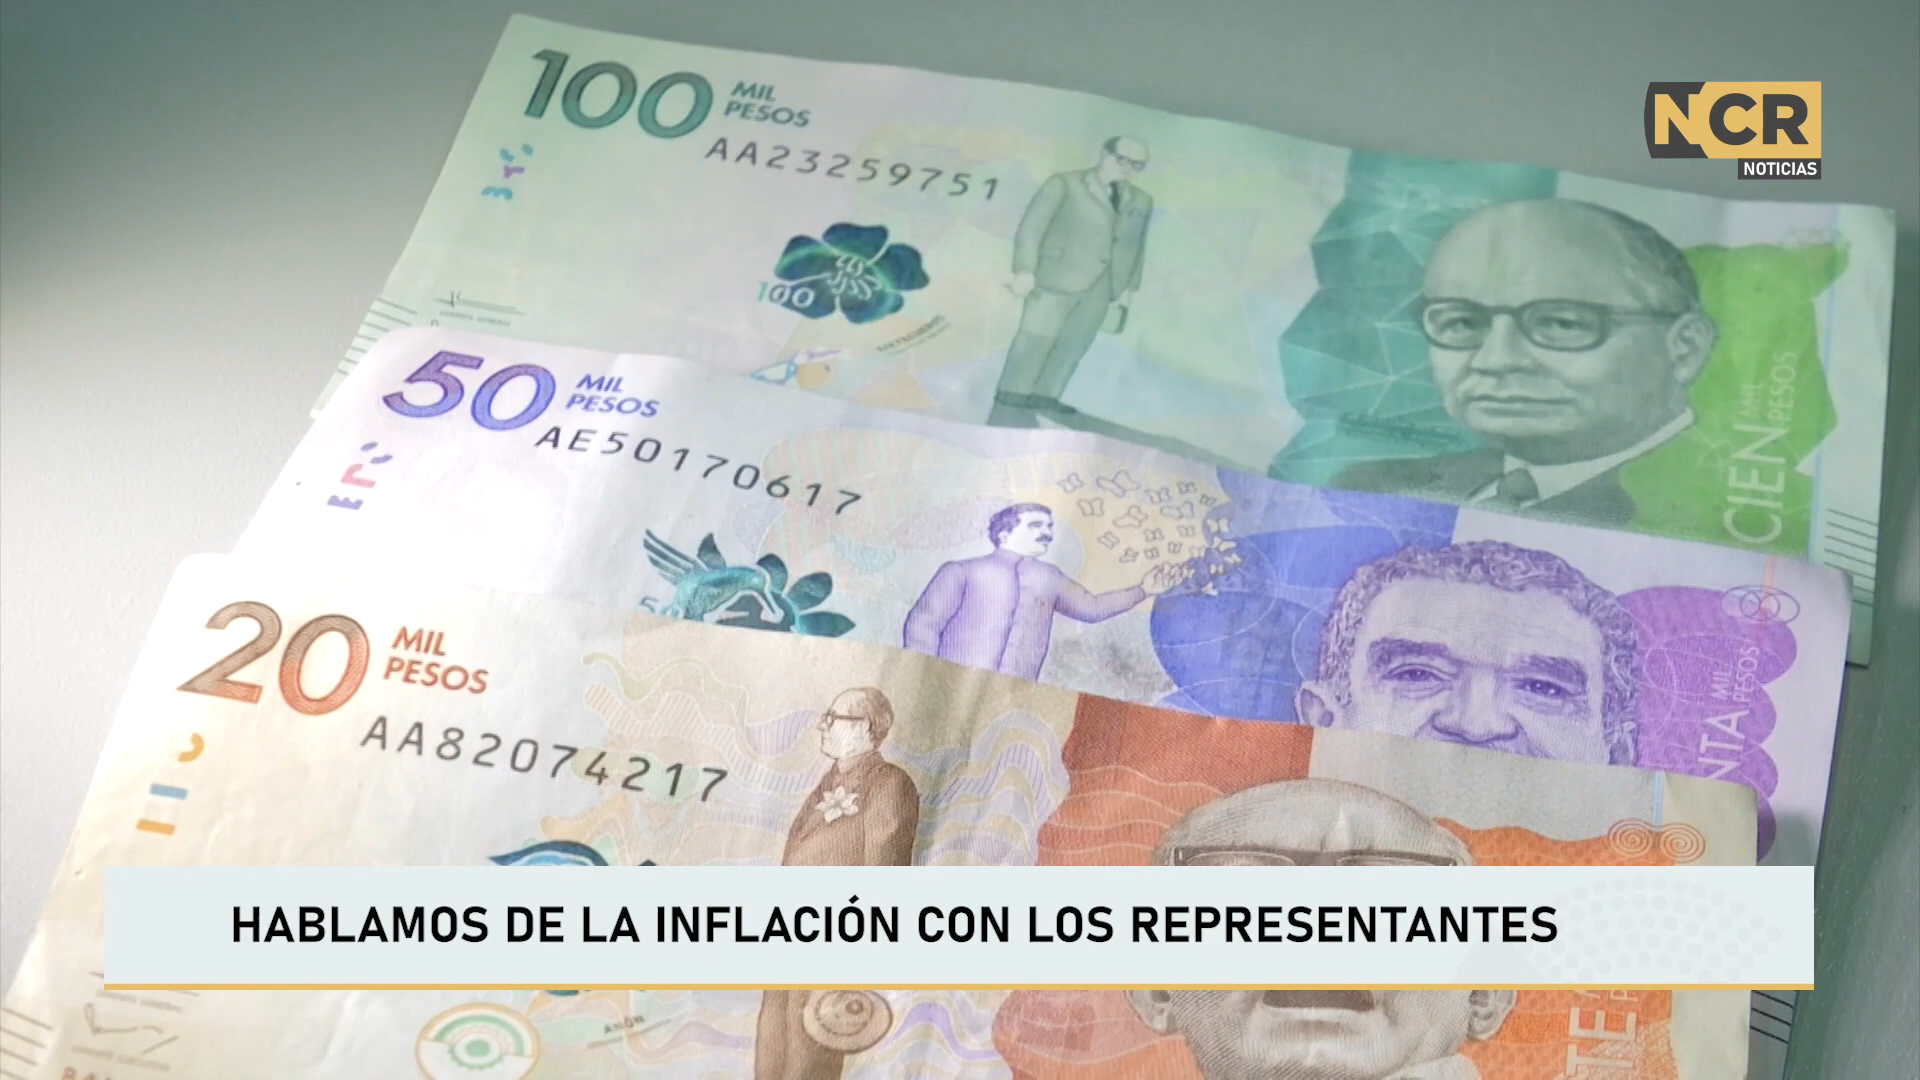 100 MIL
PESOS
AA23259751
100
CIEN MIL
PESOS
NCR
NOTICIAS
50 MIL
PESOS
AE50170617
MIL
PESOS
20 MIL
PESOS
AA82074217
HABLAMOS DE LA INFLACIÓN CON LOS REPRESENTANTES